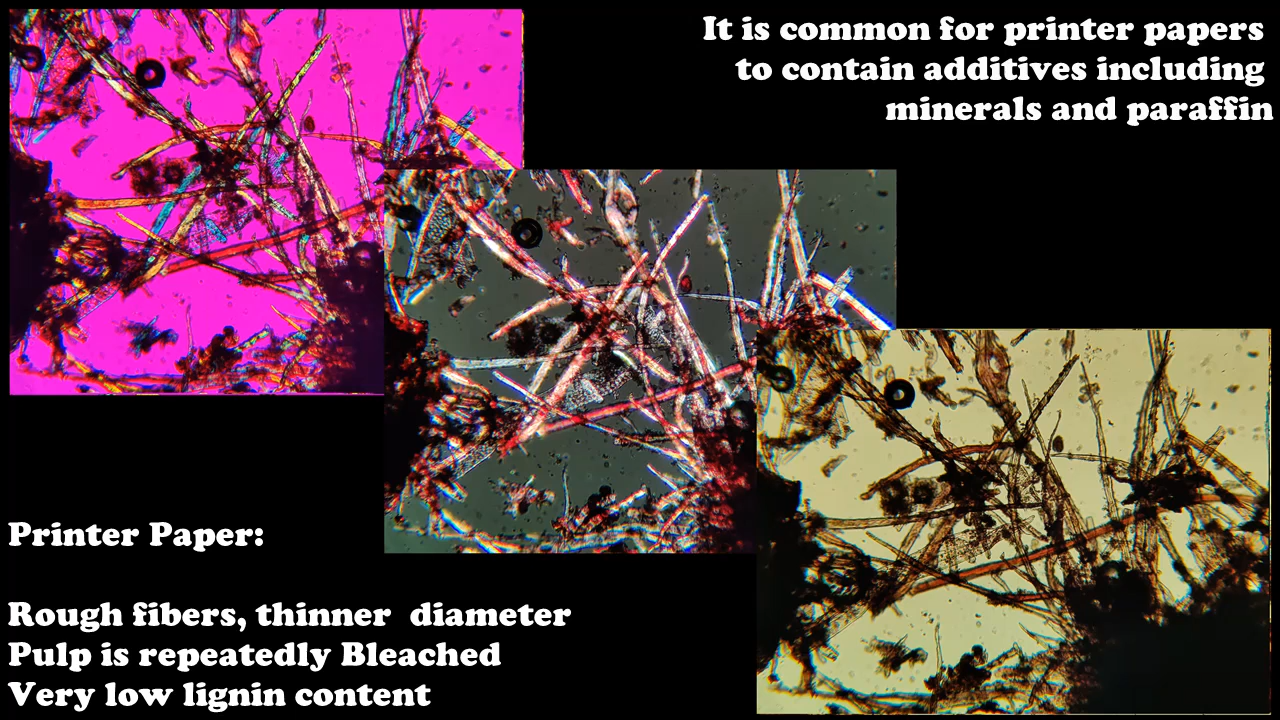 It is common for printer papers
to contain additives including
minerals and paraffin
Printer Paper:
Rough fibers, thinner diameter
Pulp is repeatedly Bleached
Very low lignin content